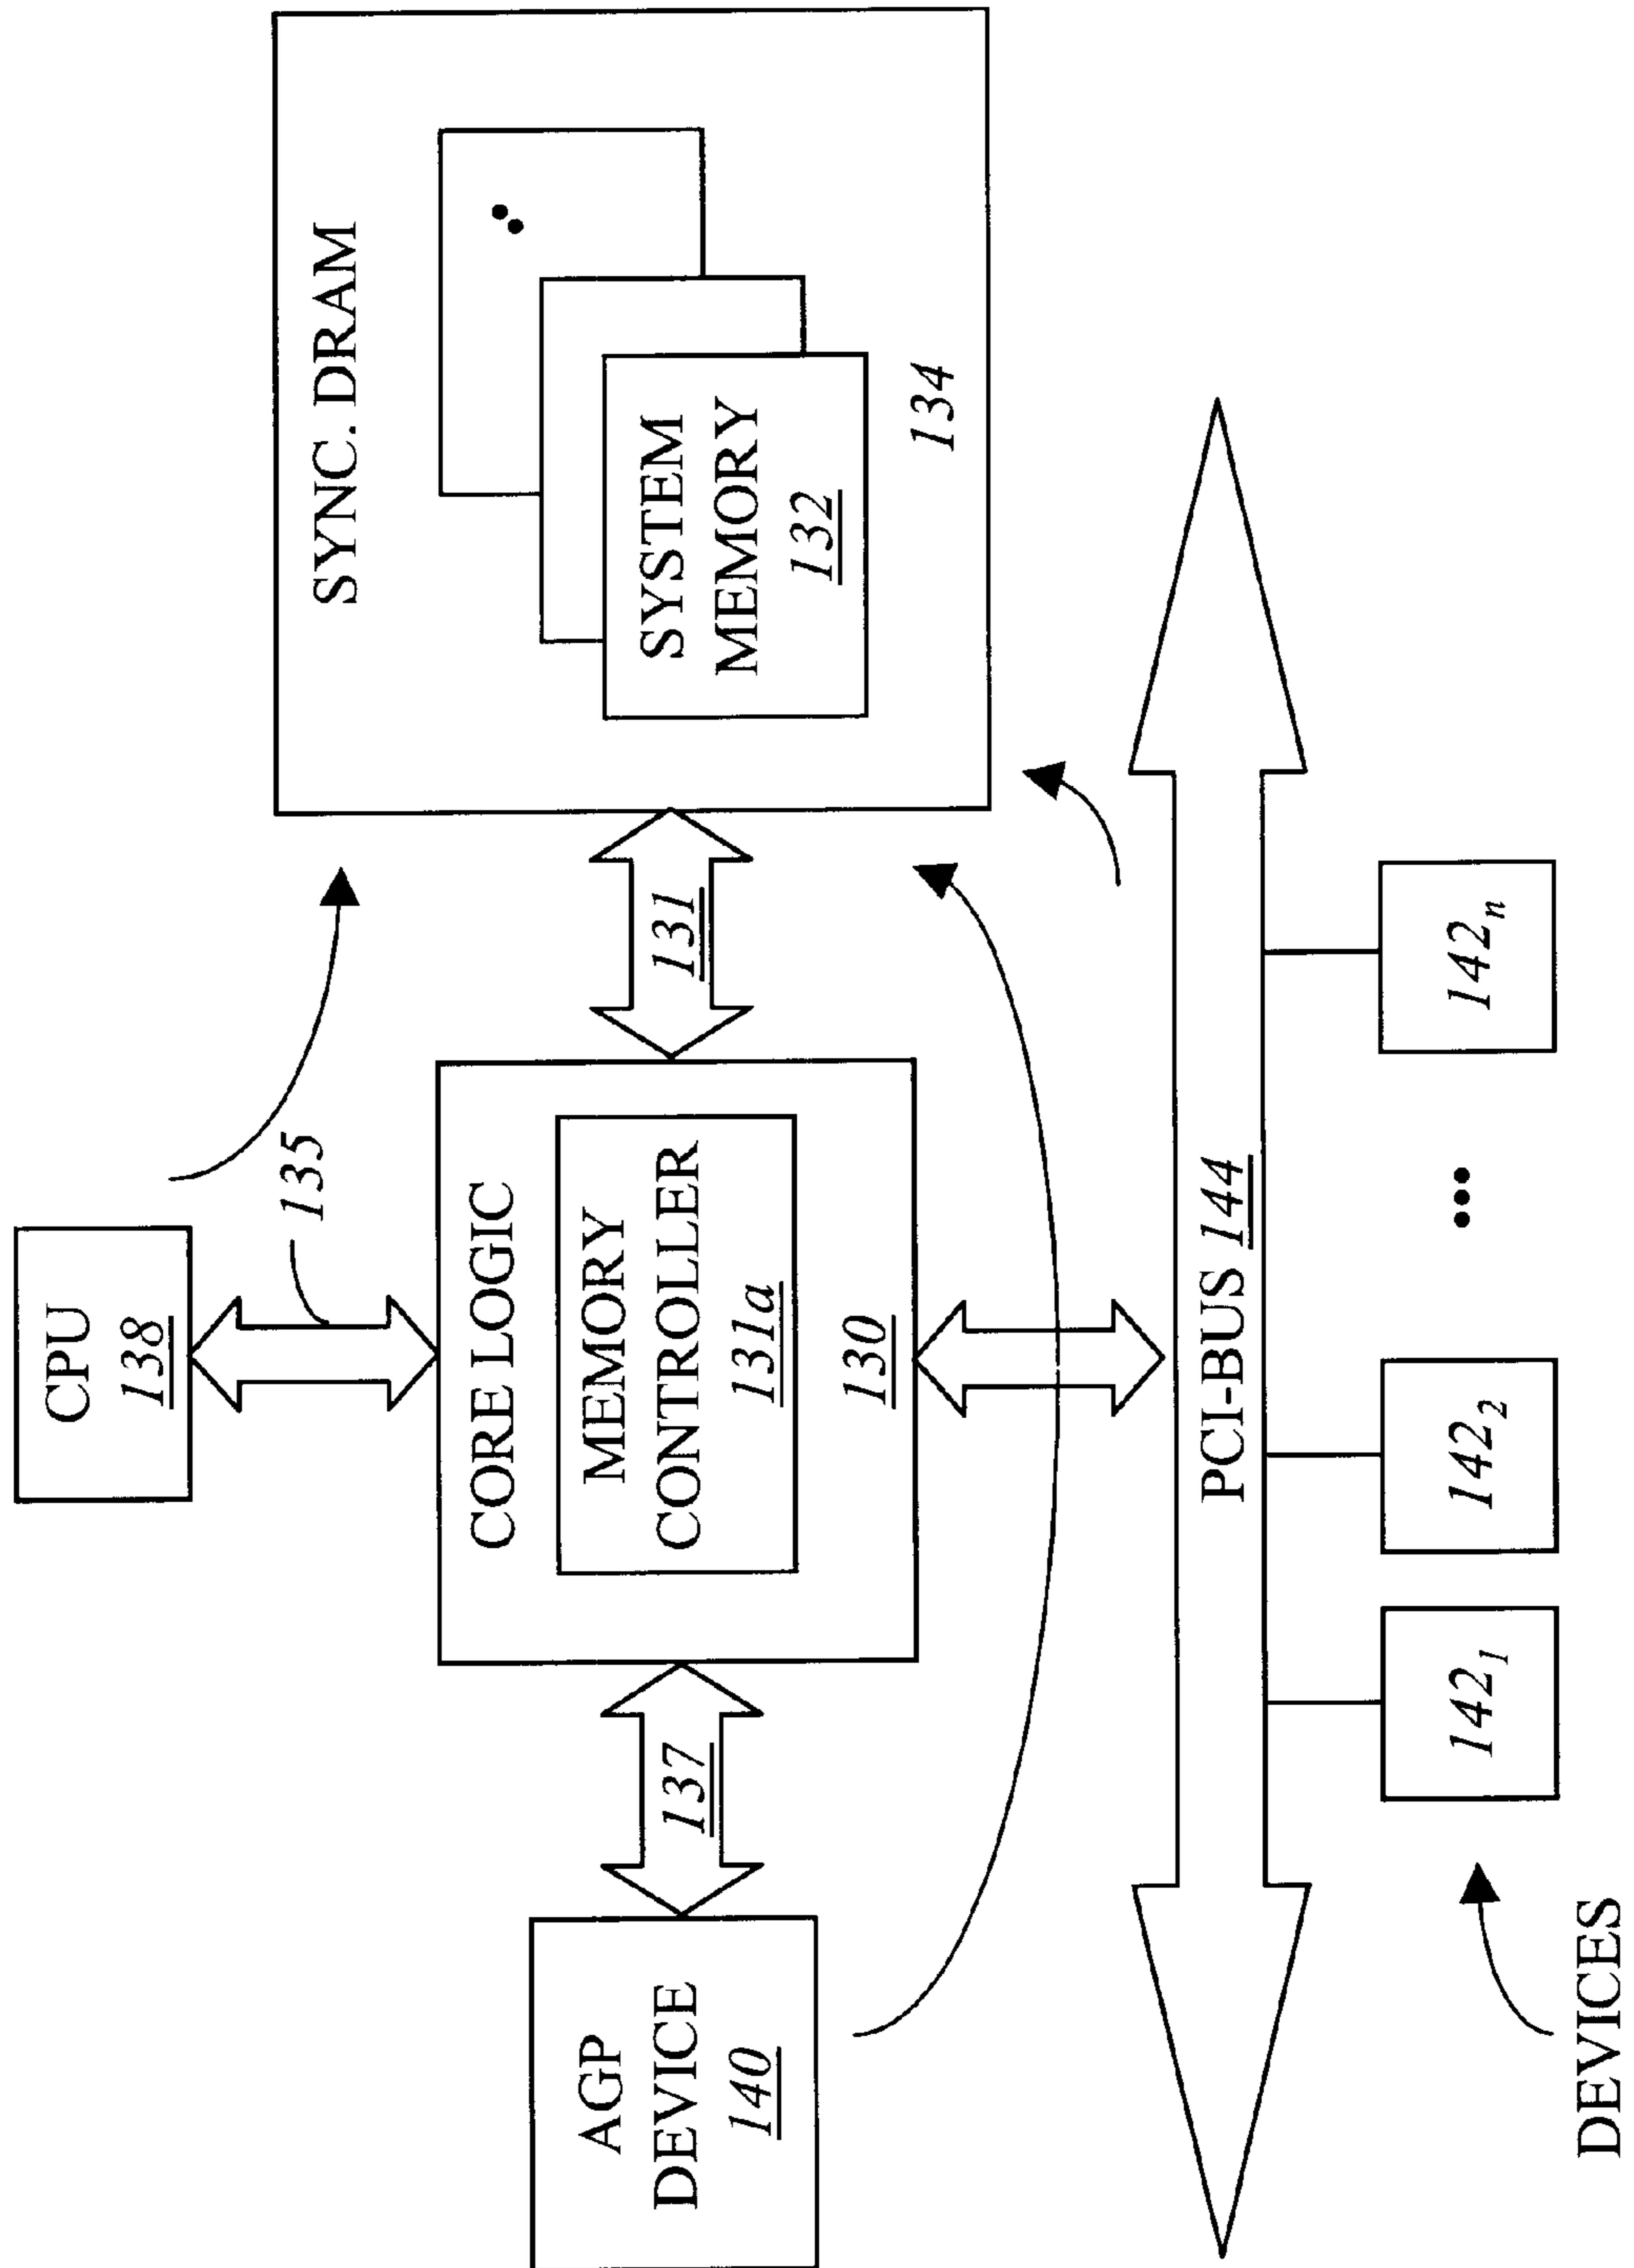 CPU
138
135
SYNC. DRAM
CORE LOGIC
MEMORY
CONTROLLER
131a
130
AGP
DEVICE
140
137
131
SYSTEM
MEMORY
132
134
PCI-BUS 144
142₁
142₂
•••
142ₙ
DEVICES